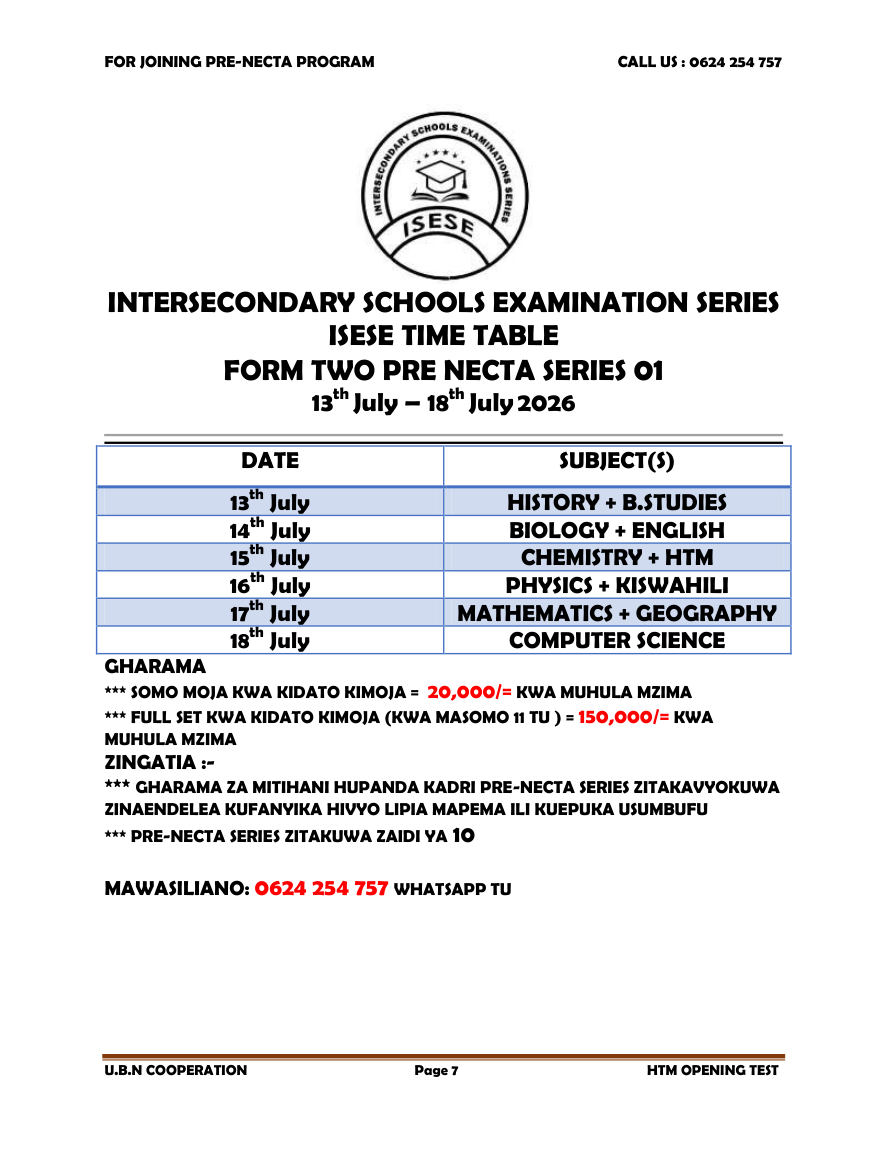 FOR JOINING PRE-NECTA PROGRAM CALL US : 0624 254 757
INTERSECONDARY SCHOOLS EXAMINATIONS SERIES
ISESE
INTERSECONDARY SCHOOLS EXAMINATION SERIES
ISESE TIME TABLE
FORM TWO PRE NECTA SERIES 01
13th July – 18th July 2026
DATE SUBJECT(S)
13th July HISTORY + B.STUDIES
14th July BIOLOGY + ENGLISH
15th July CHEMISTRY + HTM
16th July PHYSICS + KISWAHILI
17th July MATHEMATICS + GEOGRAPHY
18th July COMPUTER SCIENCE
GHARAMA
*** SOMO MOJA KWA KIDATO KIMOJA = 20,000/= KWA MUHULA MZIMA
*** FULL SET KWA KIDATO KIMOJA (KWA MASOMO 11 TU ) = 150,000/= KWA
MUHULA MZIMA
ZINGATIA :-
*** GHARAMA ZA MITIHANI HUPANDA KADRI PRE-NECTA SERIES ZITAKAVYOKUWA
ZINAENDELEA KUFANYIKA HIVYO LIPIA MAPEMA ILI KUEPUKA USUMBUFU
*** PRE-NECTA SERIES ZITAKUWA ZAIDI YA 10
MAWASILIANO: 0624 254 757 WHATSAPP TU
U.B.N COOPERATION Page 7 HTM OPENING TEST